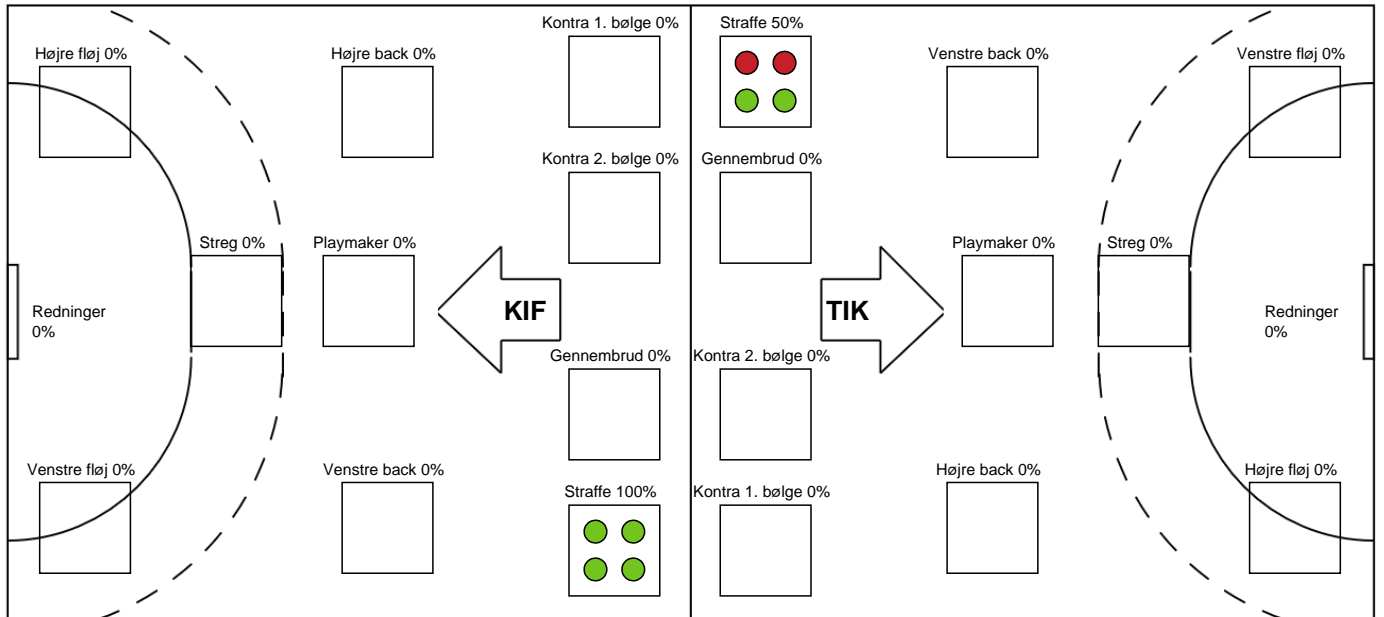 Kontra 1. bølge 0%
Straffe 50%
Højre fløj 0%
Højre back 0%
Venstre back 0%
Venstre fløj 0%
Kontra 2. bølge 0%
Gennembrud 0%
Streg 0%
Playmaker 0%
Playmaker 0%
Streg 0%
Redninger
0%
KIF
TIK
Redninger
0%
Gennembrud 0%
Kontra 2. bølge 0%
Venstre fløj 0%
Venstre back 0%
Højre back 0%
Højre fløj 0%
Straffe 100%
Kontra 1. bølge 0%